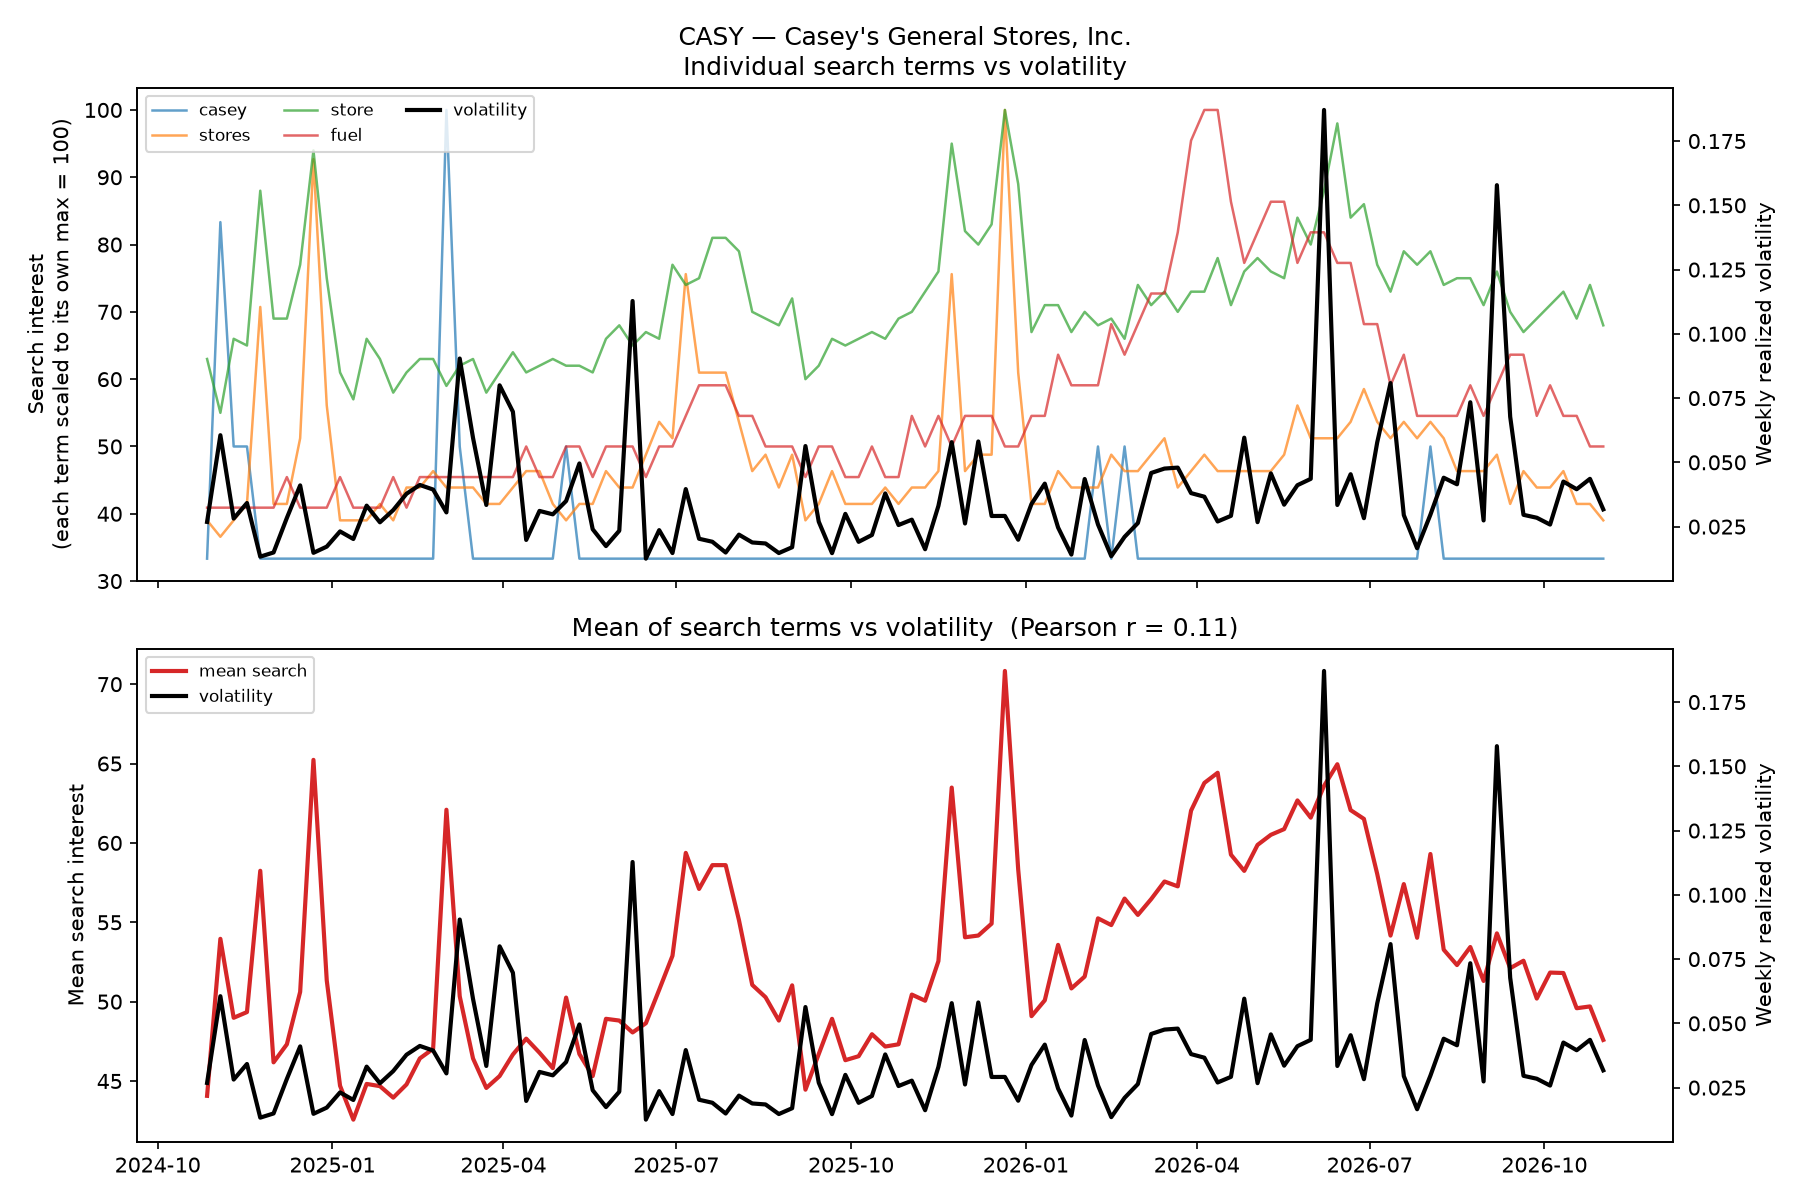 CASY — Casey's General Stores, Inc.
Individual search terms vs volatility
casey
stores
store
fuel
volatility
Search interest
(each term scaled to its own max = 100)
100
90
80
70
60
50
40
30
0.175
0.150
0.125
0.100
0.075
0.050
0.025
Weekly realized volatility
Mean of search terms vs volatility (Pearson r = 0.11)
mean search
volatility
Mean search interest
70
65
60
55
50
45
0.175
0.150
0.125
0.100
0.075
0.050
0.025
Weekly realized volatility
2024-10
2025-01
2025-04
2025-07
2025-10
2026-01
2026-04
2026-07
2026-10